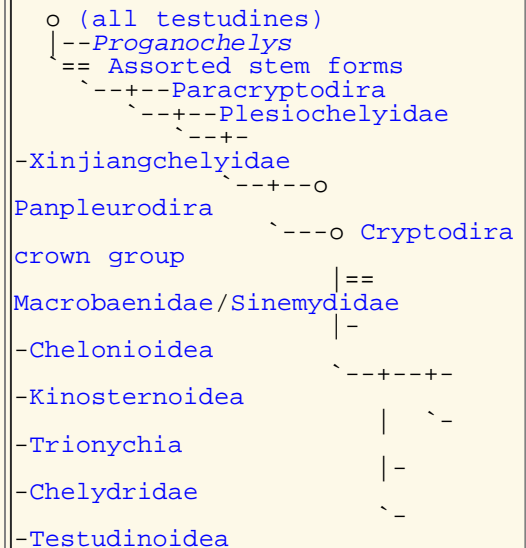 o (all testudines)
|--Proganochelys
`== Assorted stem forms
`--+--Paracryptodira
`--+--Plesiochelyidae
`--+-
-Xinjiangchelyidae
`--+--o
Panpleurodira
`---o Cryptodira
crown group
|==
Macrobaenidae/Sinemydidae
|-
-Chelonioidea
`--+--+-
-Kinosternoidea
| `-
-Trionychia
|-
-Chelydridae
`-
-Testudinoidea